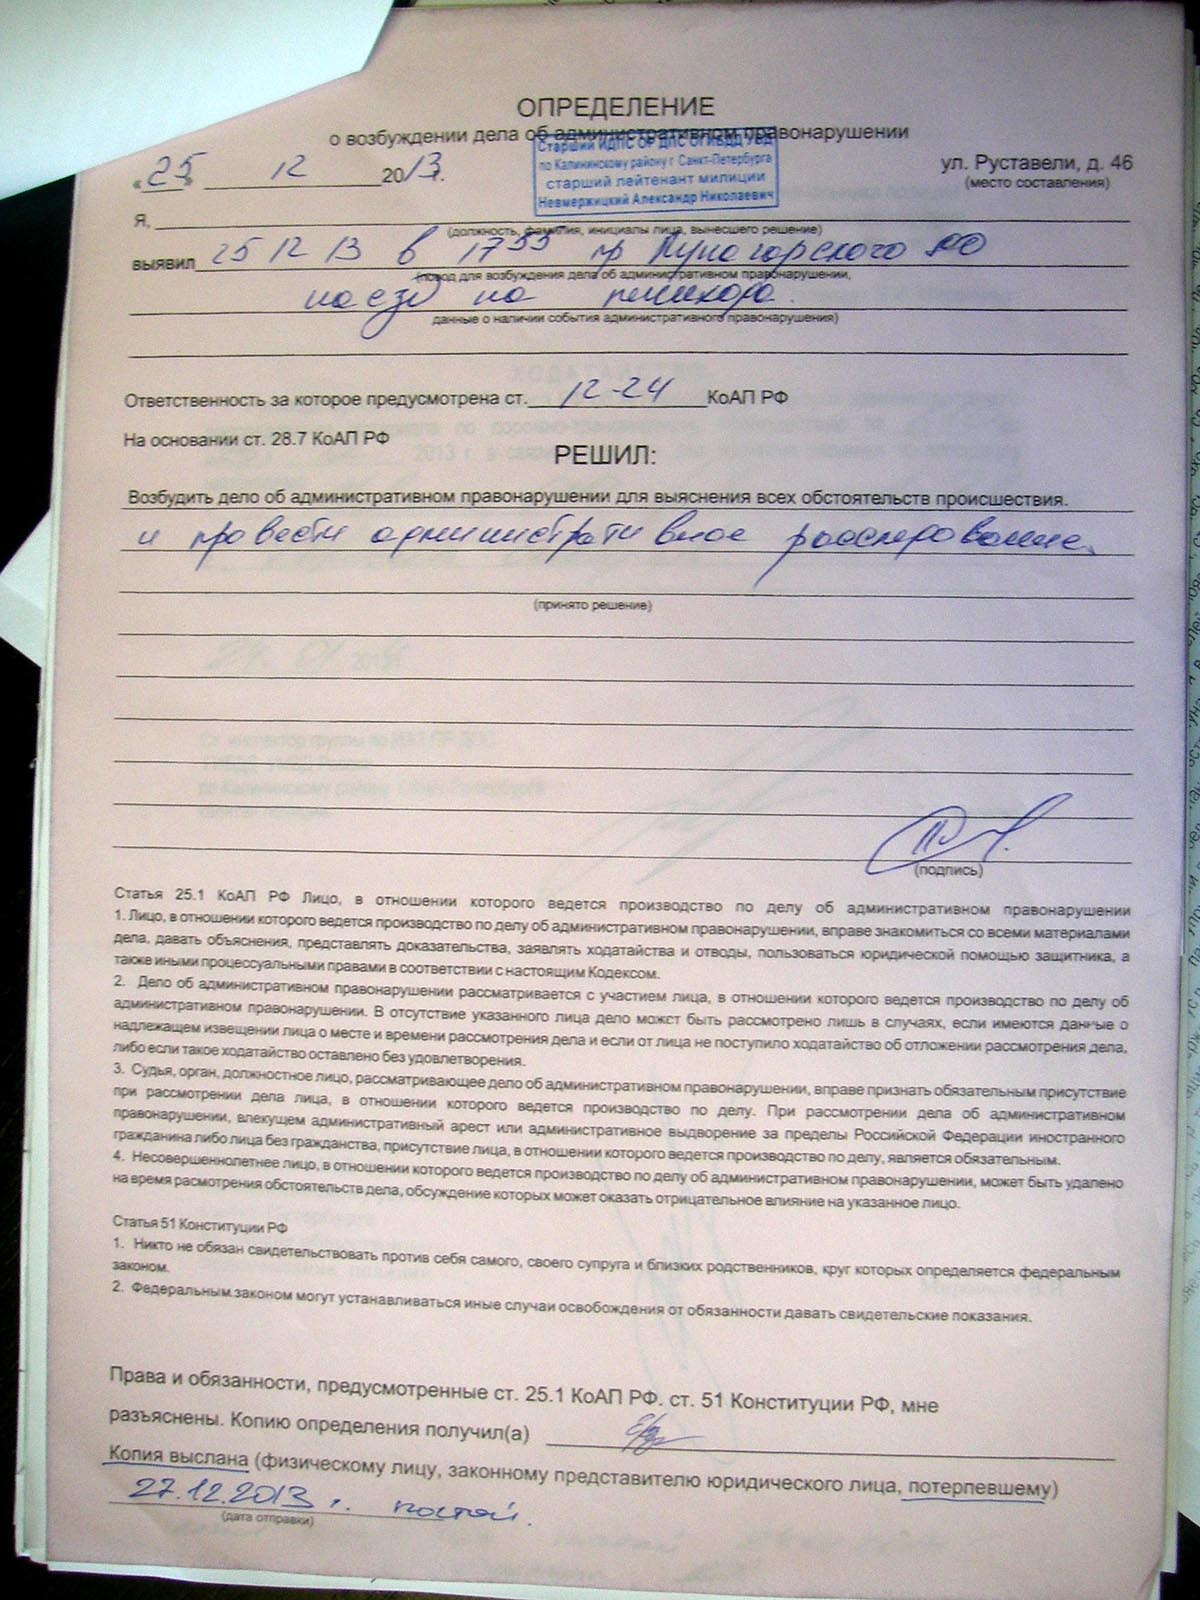 ОПРЕДЕЛЕНИЕ
о возбуждении дела об административном правонарушении
Старший ИДПС ОР ДПС ОГИБДД УВД
по Калининскому району г. Санкт-Петербурга
старший лейтенант милиции
Невмержицкий Александр Николаевич
«25» 12 2013 г.
ул. Руставели, д. 46
(место составления)
Я,
(должность, фамилия, инициалы лица, вынесшего решение)
выявил 25 12 13 в 17 55 пр
(повод для возбуждения дела об административном правонарушении,
наезд на пешехода.
данные о наличии события административного правонарушения)
Ответственность за которое предусмотрена ст. 12-24 КоАП РФ
На основании ст. 28.7 КоАП РФ
РЕШИЛ:
Возбудить дело об административном правонарушении для выяснения всех обстоятельств происшествия.
и провести административное расследование.
(принято решение)
(подпись)
Статья 25.1 КоАП РФ Лицо, в отношении которого ведется производство по делу об административном правонарушении
1. Лицо, в отношении которого ведется производство по делу об административном правонарушении, вправе знакомиться со всеми материалами
дела, давать объяснения, представлять доказательства, заявлять ходатайства и отводы, пользоваться юридической помощью защитника, а
также иными процессуальными правами в соответствии с настоящим Кодексом.
2. Дело об административном правонарушении рассматривается с участием лица, в отношении которого ведется производство по делу об
административном правонарушении. В отсутствие указанного лица дело может быть рассмотрено лишь в случаях, если имеются данные о
надлежащем извещении лица о месте и времени рассмотрения дела и если от лица не поступило ходатайство об отложении рассмотрения дела,
либо если такое ходатайство оставлено без удовлетворения.
3. Судья, орган, должностное лицо, рассматривающее дело об административном правонарушении, вправе признать обязательным присутствие
при рассмотрении дела лица, в отношении которого ведется производство по делу. При рассмотрении дела об административном
правонарушении, влекущем административный арест или административное выдворение за пределы Российской Федерации иностранного
гражданина либо лица без гражданства, присутствие лица, в отношении которого ведется производство по делу, является обязательным.
4. Несовершеннолетнее лицо, в отношении которого ведется производство по делу об административном правонарушении, может быть удалено
на время расмотрения обстоятельств дела, обсуждение которых может оказать отрицательное влияние на указанное лицо.
Статья 51 Конституции РФ
1. Никто не обязан свидетельствовать против себя самого, своего супруга и близких родственников, круг которых определяется федеральным
законом.
2. Федеральным законом могут устанавливаться иные случаи освобождения от обязанности давать свидетельские показания.
Права и обязанности, предусмотренные ст. 25.1 КоАП РФ. ст. 51 Конституции РФ, мне
разъяснены. Копию определения получил(а)
Копия выслана (физическому лицу, законному представителю юридического лица, потерпевшему)
27.12.2013 г. почтой.
(дата отправки)